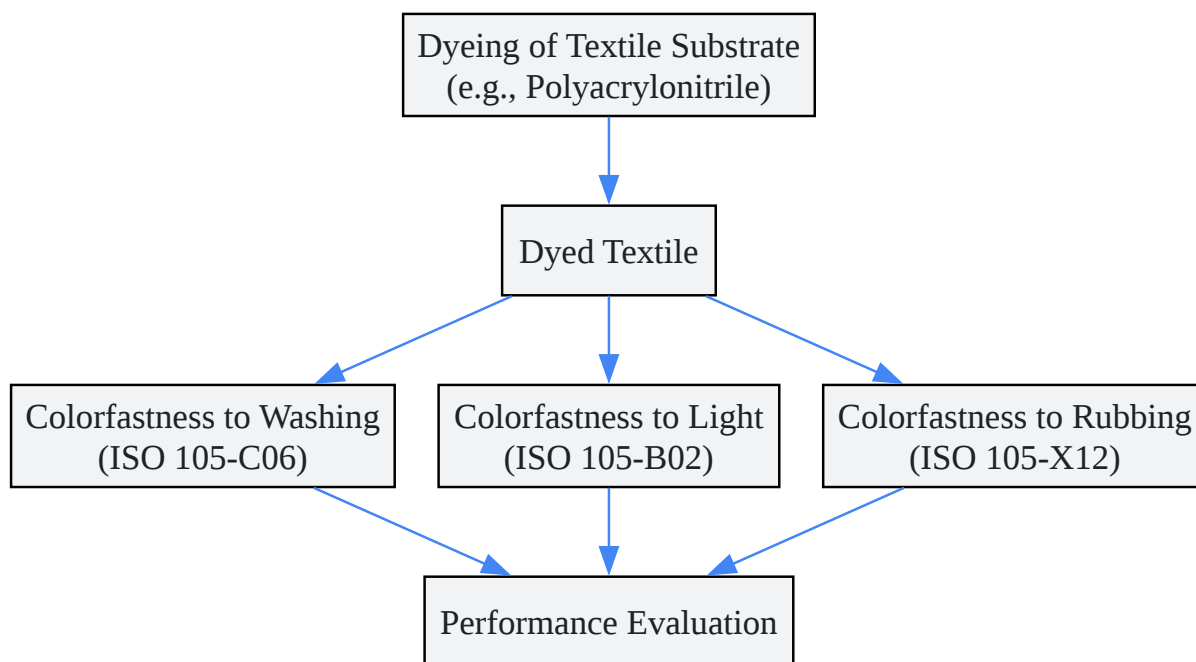 Dyeing of Textile Substrate
(e.g., Polyacrylonitrile)
Dyed Textile
Colorfastness to Washing
(ISO 105-C06)
Colorfastness to Light
(ISO 105-B02)
Colorfastness to Rubbing
(ISO 105-X12)
Performance Evaluation